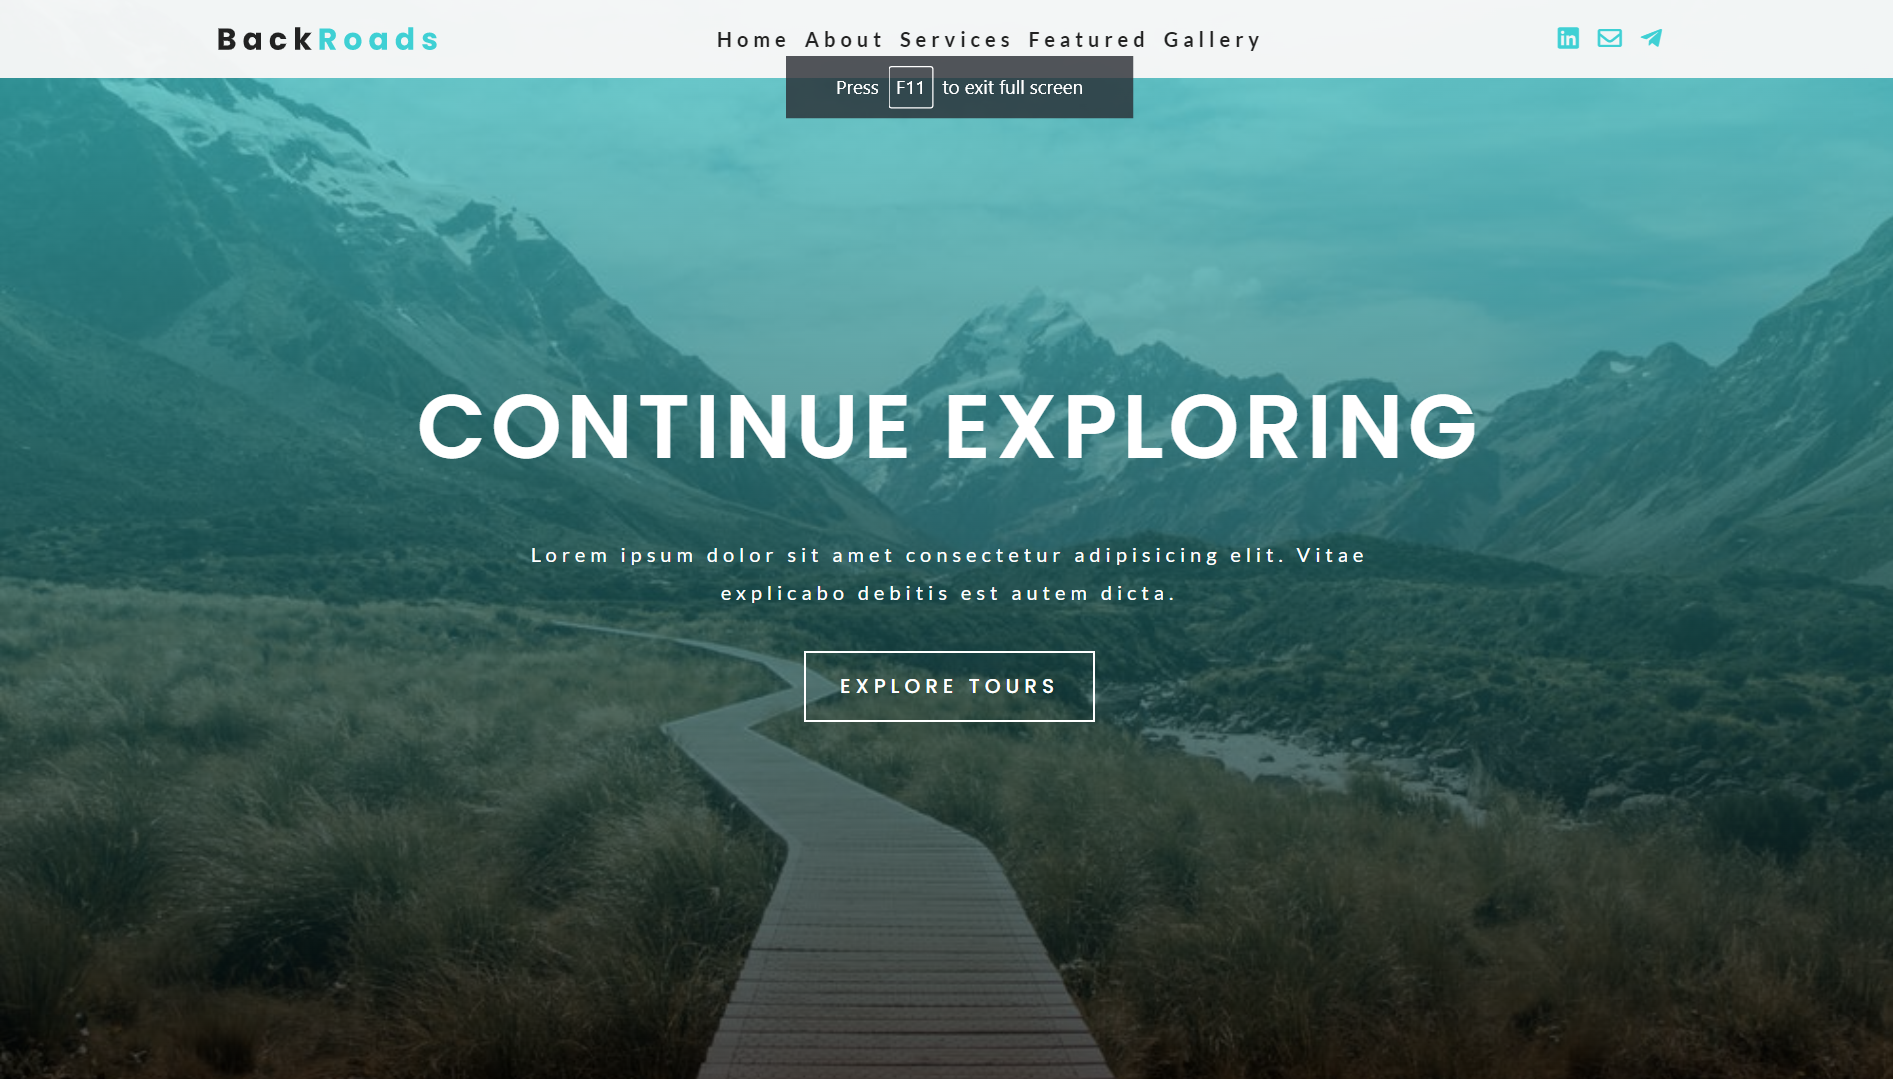 BackRoads
Home About Services Featured Gallery
Press F11 to exit full screen
CONTINUE EXPLORING
Lorem ipsum dolor sit amet consectetur adipisicing elit. Vitae
explicabo debitis est autem dicta.
EXPLORE TOURS